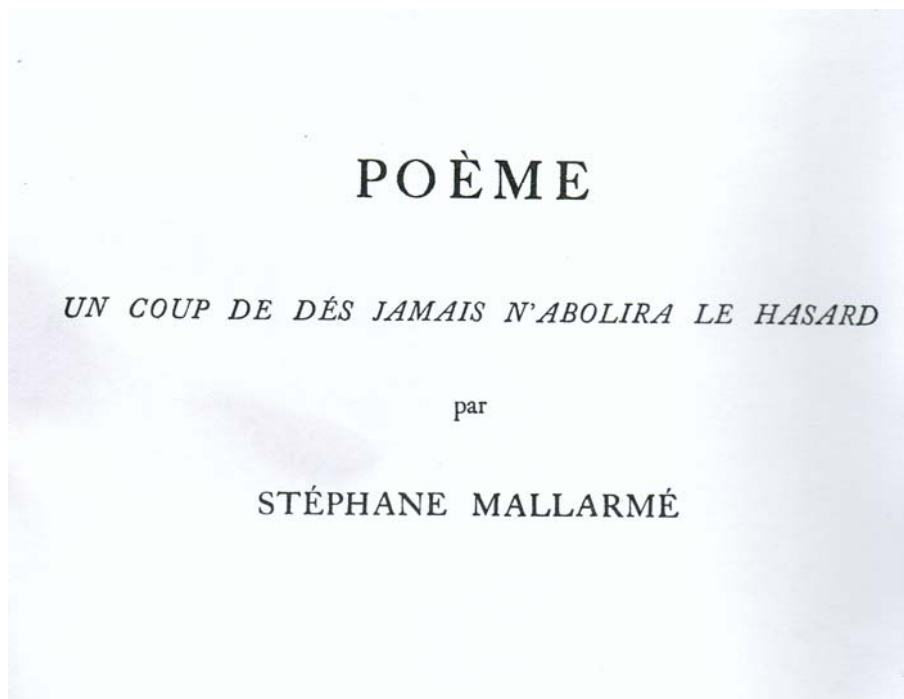 POÈME
UN COUP DE DÉS JAMAIS N'ABOLIRA LE HASARD
par
STÉPHANE MALLARMÉ